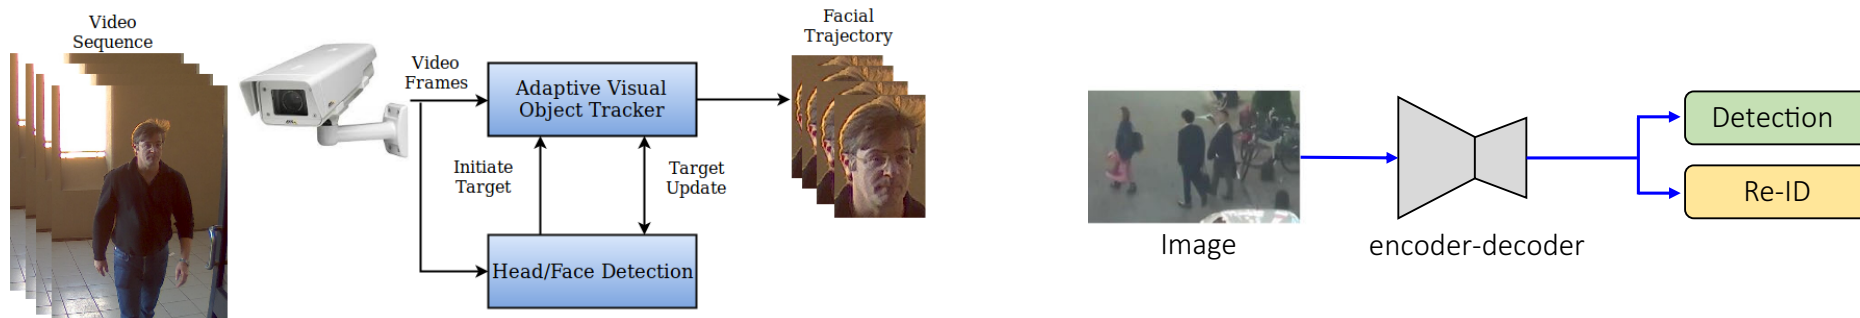 Video
Sequence
Video
Frames
Adaptive Visual
Object Tracker
Initiate
Target
Target
Update
Head/Face Detection
Facial
Trajectory
Image
encoder-decoder
Detection
Re-ID